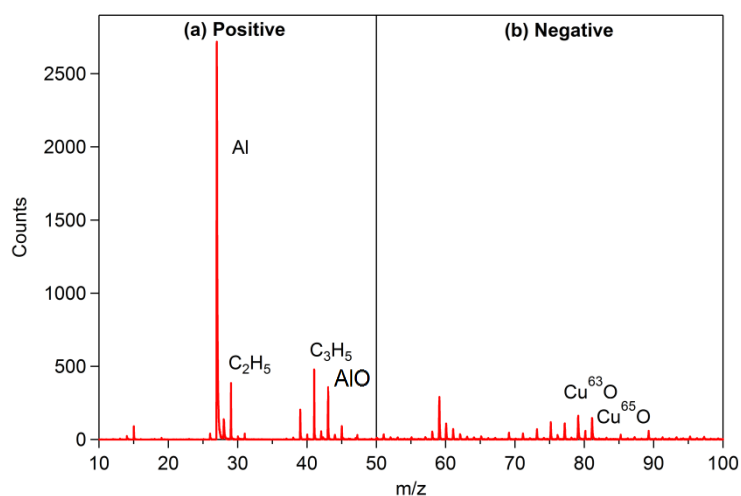 (a) Positive
(b) Negative
2500
2000
1500
1000
500
0
Counts
Al
C₂H₅
C₃H₅
AlO
Cu⁶³O
Cu⁶⁵O
10 20 30 40 50 60 70 80 90 100
m/z